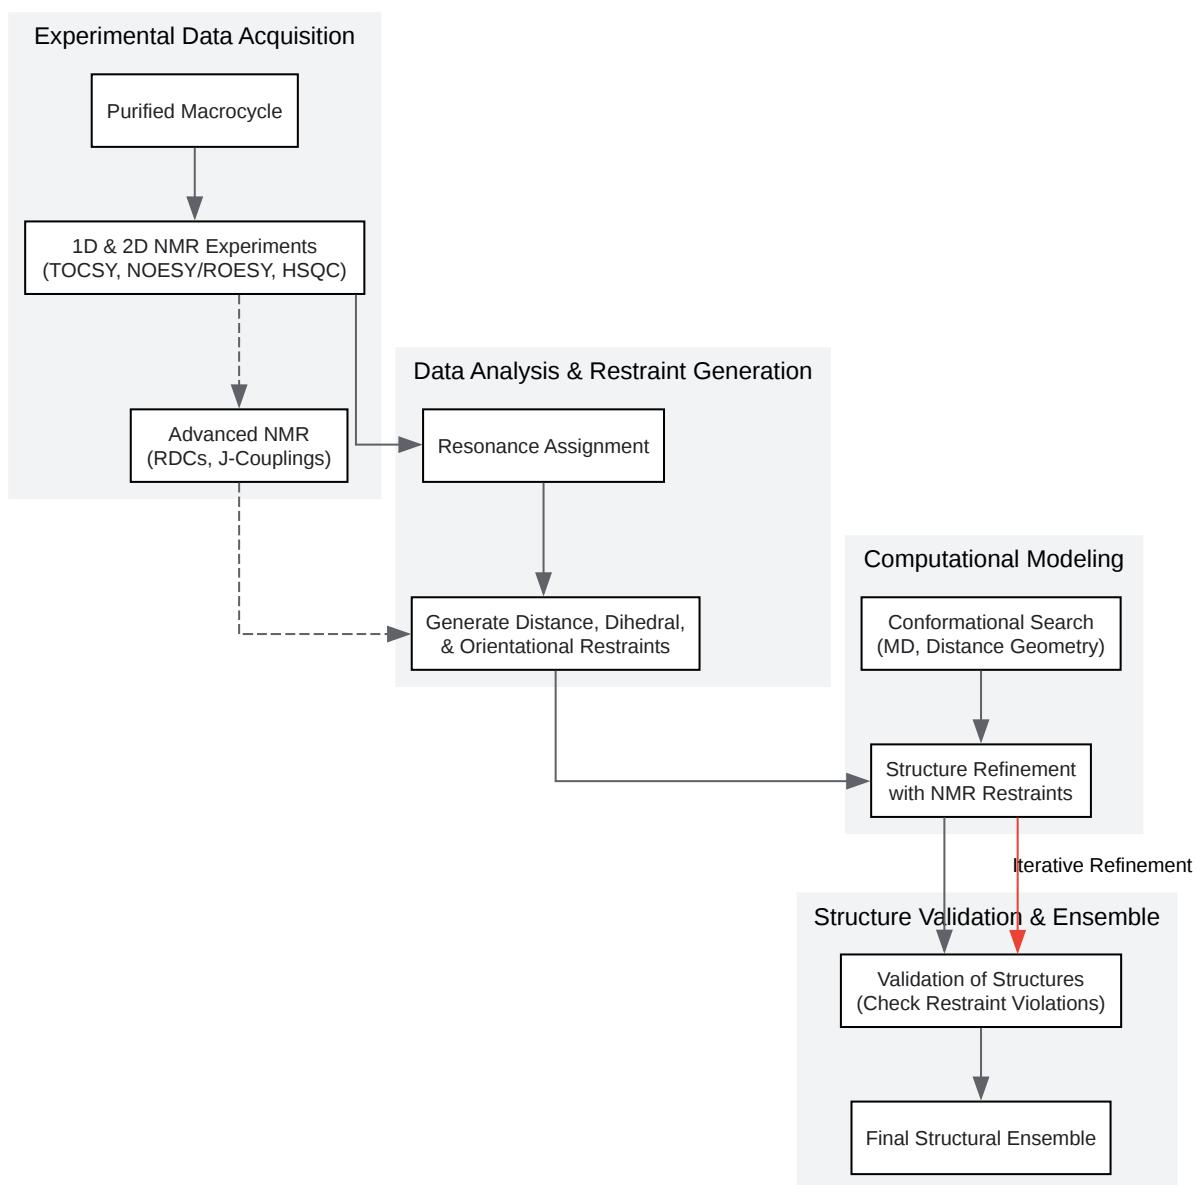 Experimental Data Acquisition
Purified Macrocycle
1D & 2D NMR Experiments
(TOCSY, NOESY/ROESY, HSQC)
Advanced NMR
(RDCs, J-Couplings)
Data Analysis & Restraint Generation
Resonance Assignment
Generate Distance, Dihedral,
& Orientational Restraints
Computational Modeling
Conformational Search
(MD, Distance Geometry)
Structure Refinement
with NMR Restraints
Iterative Refinement
Structure Validation & Ensemble
Validation of Structures
(Check Restraint Violations)
Final Structural Ensemble